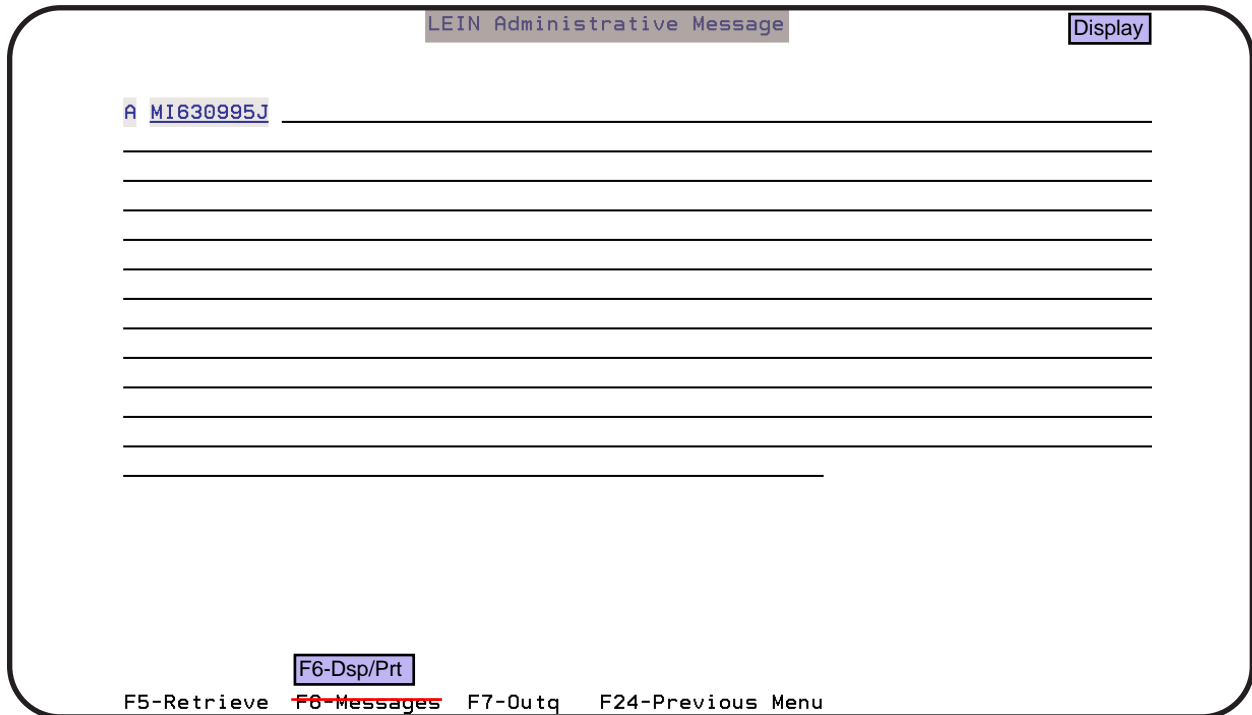 LEIN Administrative Message Display
A MI630995J
F6-Dsp/Prt
F5-Retrieve F6-Messages F7-Outq F24-Previous Menu